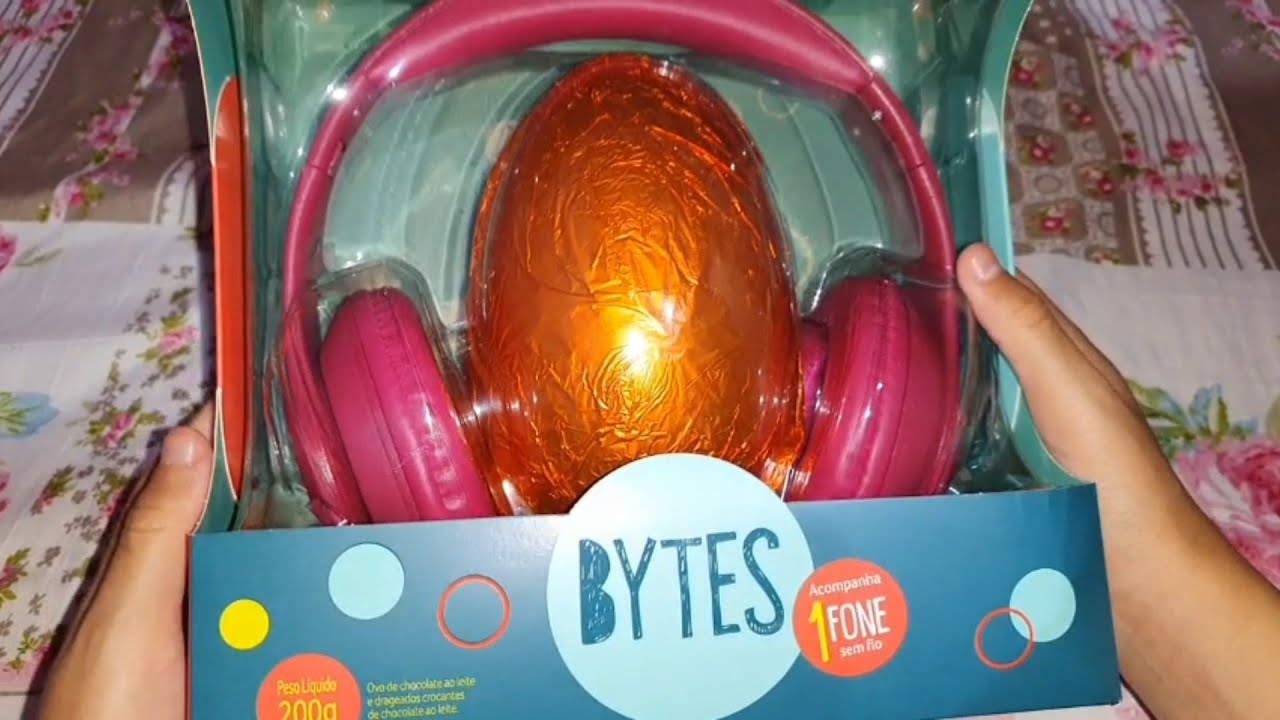 BYTES
Acompanha
1 FONE
sem fio
Peso Líquido
200g
Ovo de chocolate ao leite
e drageados crocantes
de chocolate ao leite.